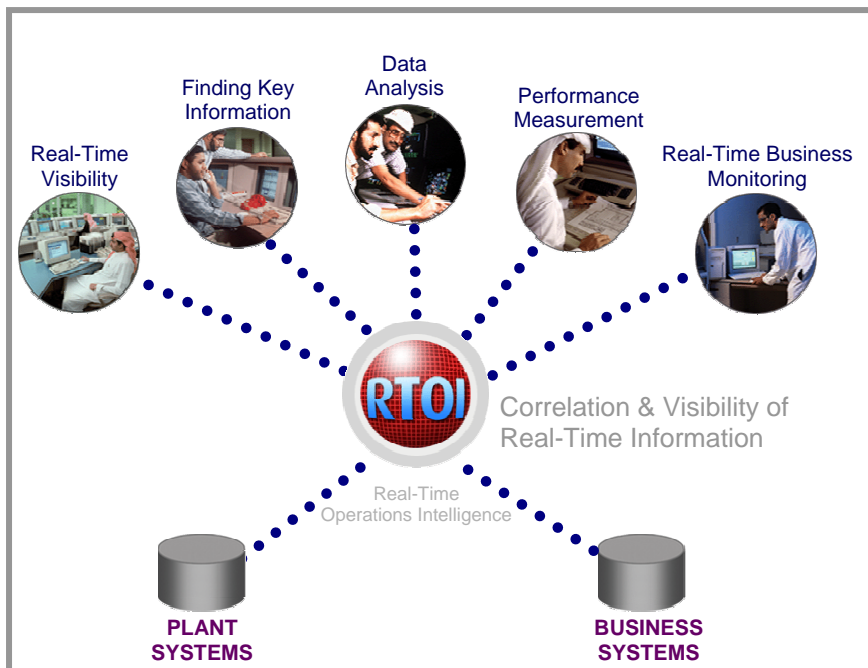 Data
Analysis
Finding Key
Information
Performance
Measurement
Real-Time
Visibility
Real-Time Business
Monitoring
RTOI
Correlation & Visibility of
Real-Time Information
Real-Time
Operations Intelligence
PLANT
SYSTEMS
BUSINESS
SYSTEMS